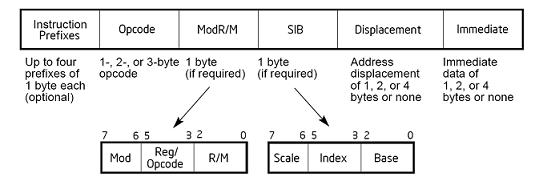 Instruction Prefixes
Opcode
ModR/M
SIB
Displacement
Immediate
Up to four
prefixes of
1 byte each
(optional)
1-, 2-, or 3-byte
opcode
1 byte
(if required)
1 byte
(if required)
Address
displacement
of 1, 2, or 4
bytes or none
Immediate
data of
1, 2, or 4
bytes or none
7 6 5 3 2 0
Mod
Reg/
Opcode
R/M
7 6 5 3 2 0
Scale
Index
Base